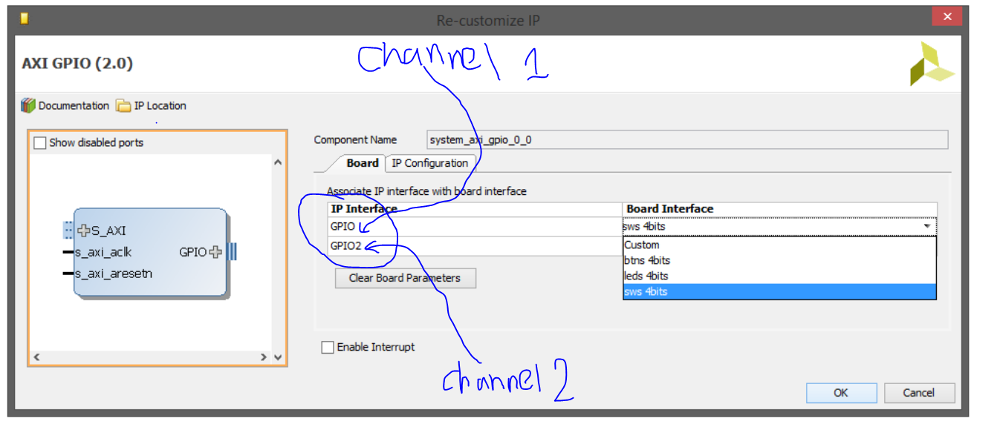 Re-customize IP
AXI GPIO (2.0)
channel 1
Documentation IP Location
Show disabled ports
S_AXI
s_axi_aclk
s_axi_aresetn
GPIO
Component Name system_axi_gpio_0_0
Board IP Configuration
Associate IP interface with board interface
IP Interface Board Interface
GPIO sws 4bits
GPIO2
Custom
btns 4bits
leds 4bits
sws 4bits
Clear Board Parameters
Enable Interrupt
channel 2
OK Cancel